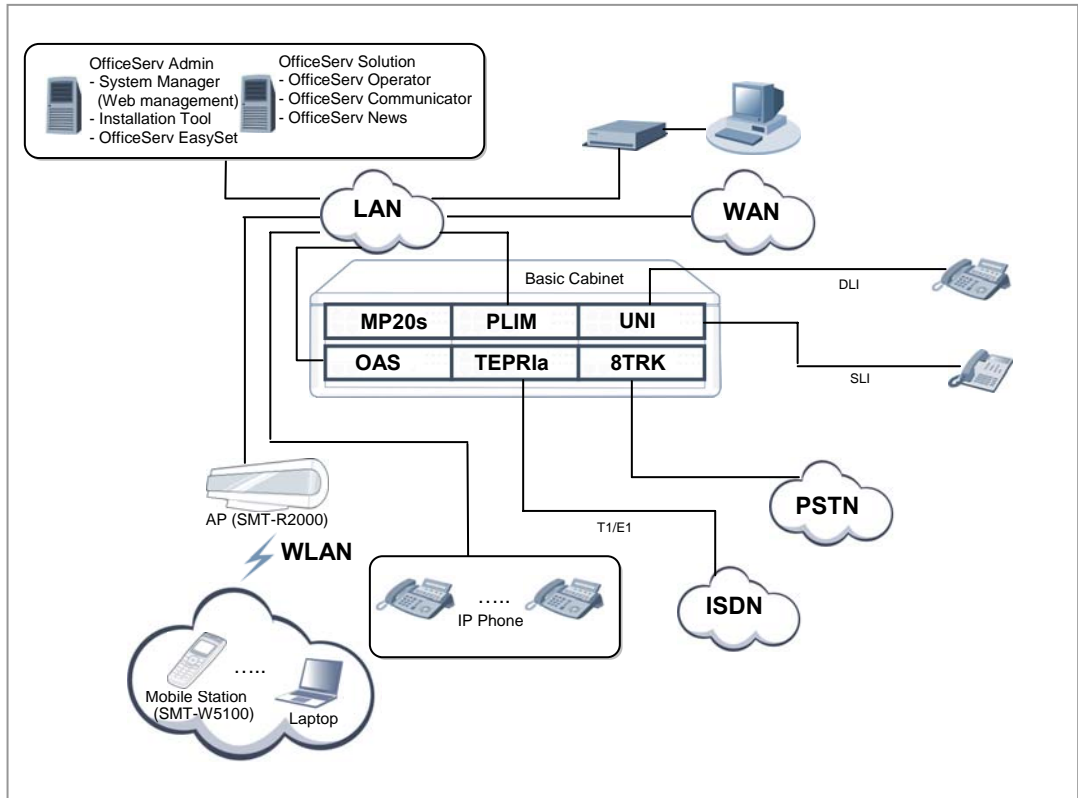 OfficeServ Admin
- System Manager
(Web management)
- Installation Tool
- OfficeServ EasySet
OfficeServ Solution
- OfficeServ Operator
- OfficeServ Communicator
- OfficeServ News
LAN
WAN
Basic Cabinet
DLI
MP20s
PLIM
UNI
OAS
TEPRIa
8TRK
SLI
AP (SMT-R2000)
PSTN
T1/E1
WLAN
ISDN
.....
IP Phone
.....
Mobile Station
(SMT-W5100)
Laptop